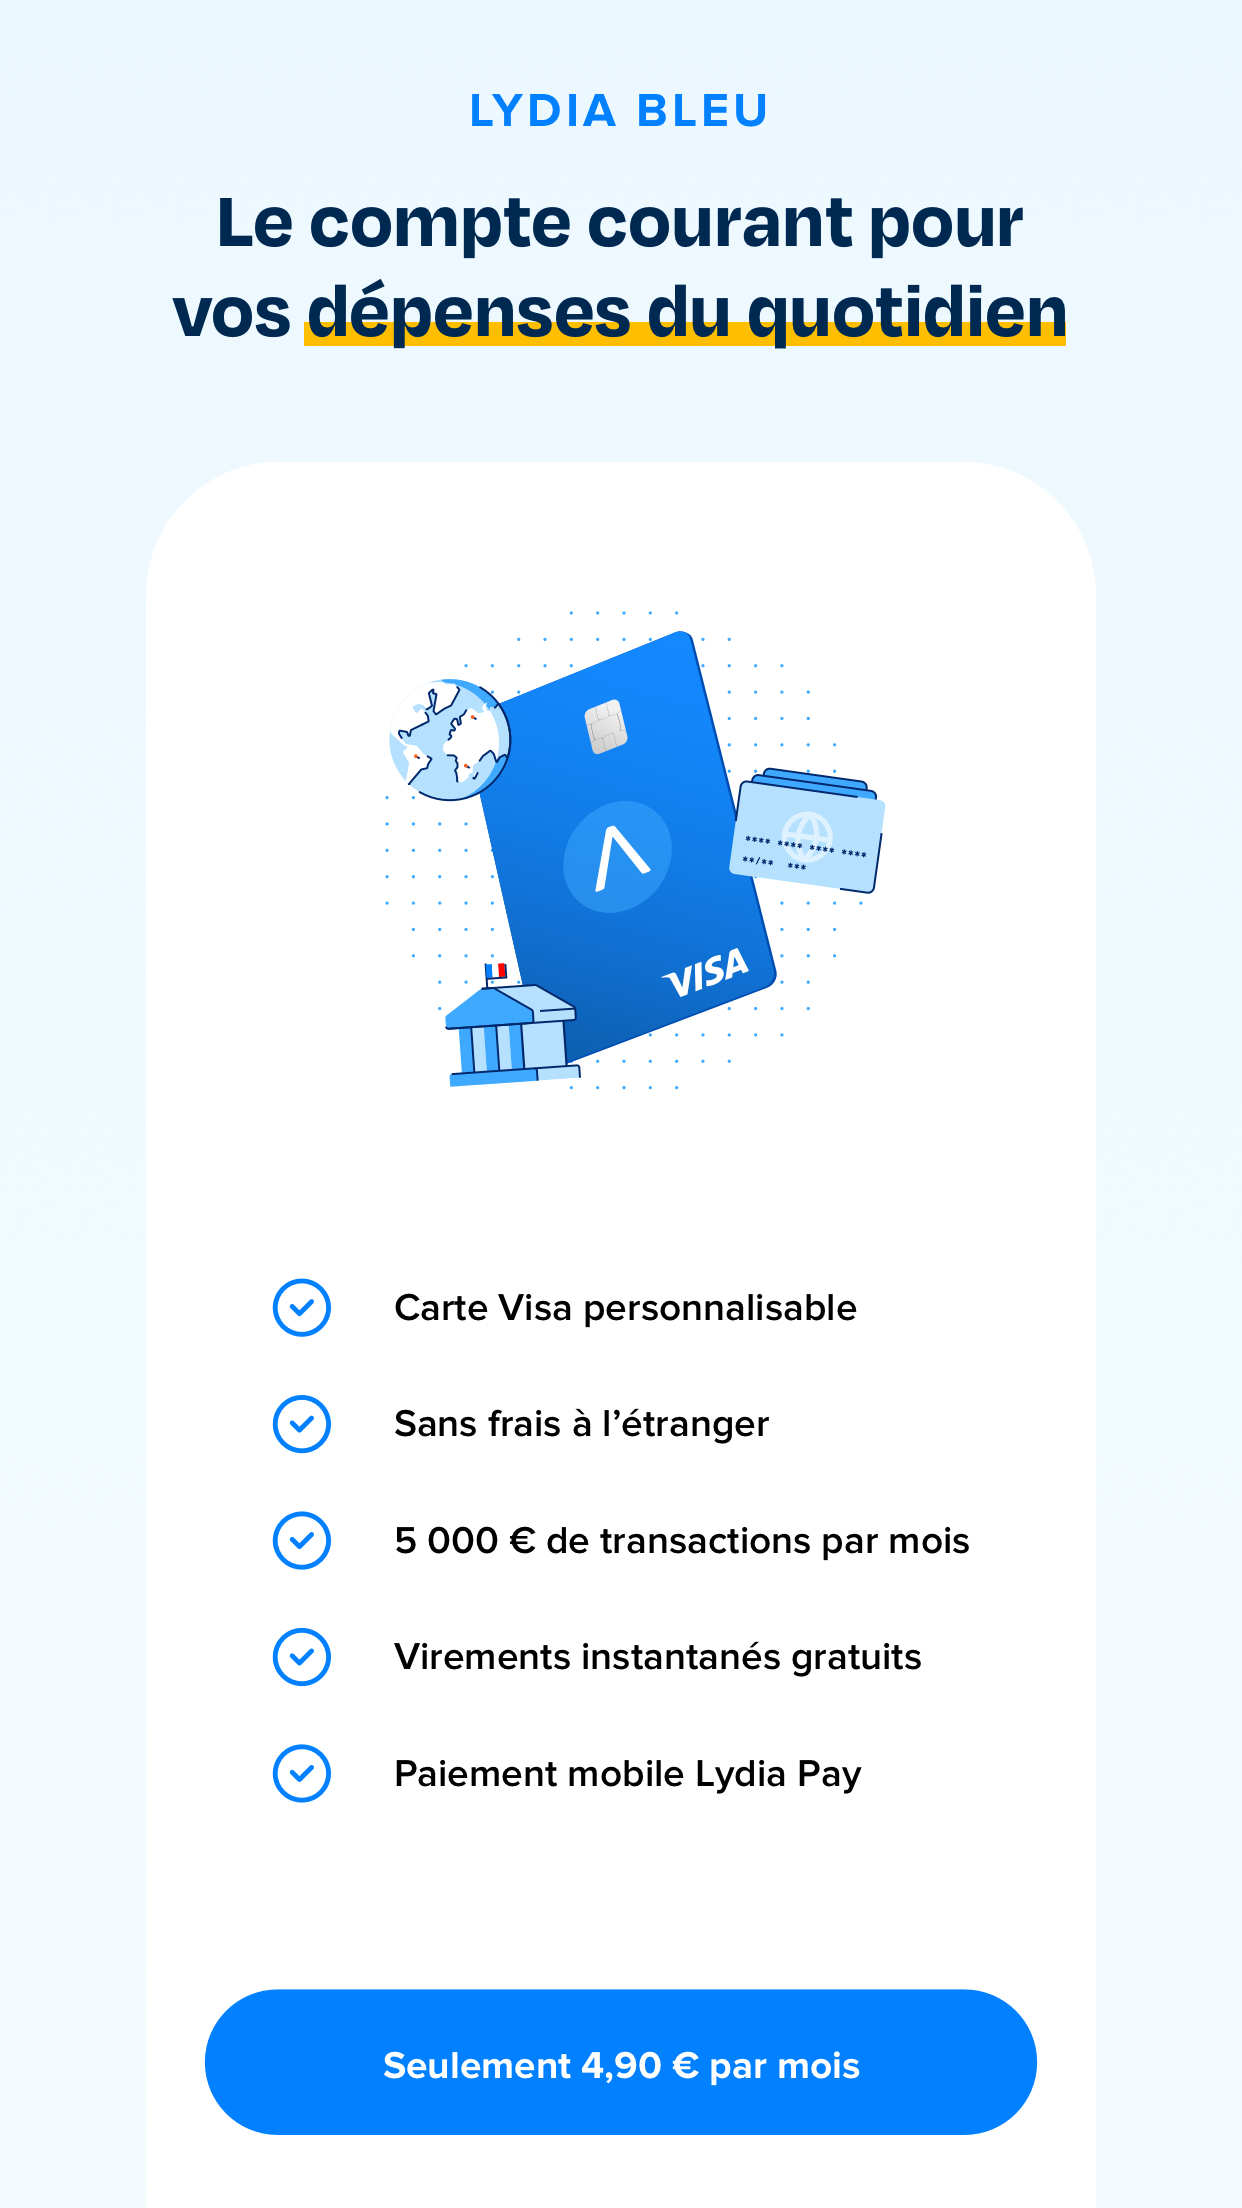 LYDIA BLEU
Le compte courant pour
vos dépenses du quotidien
**** **** **** ****
**/** ***
VISA
Carte Visa personnalisable
Sans frais à l’étranger
5 000 € de transactions par mois
Virements instantanés gratuits
Paiement mobile Lydia Pay
Seulement 4,90 € par mois